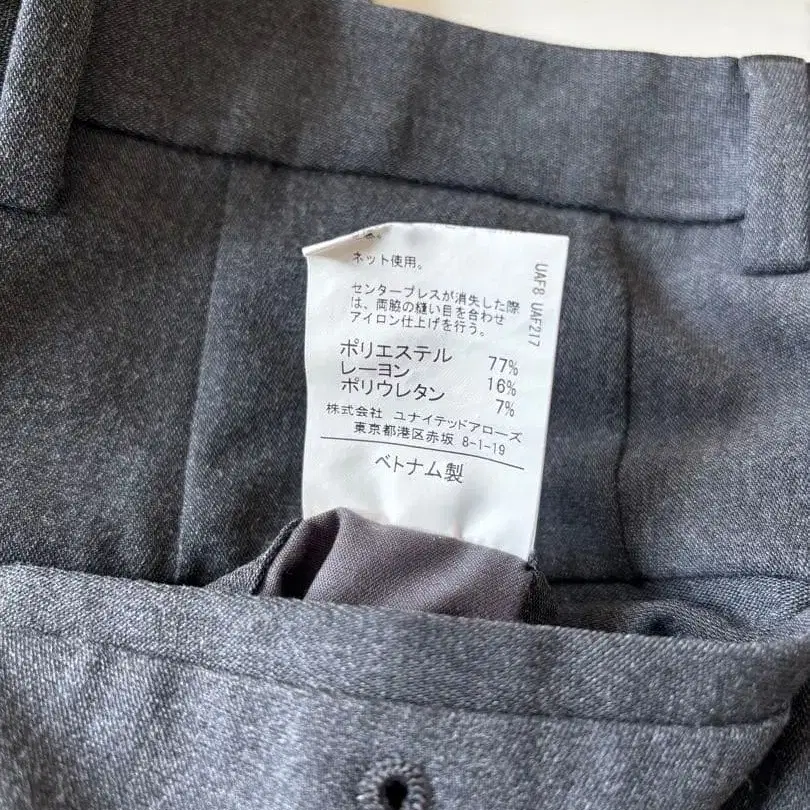 ネット使用。
センタープレスが消失した際
は、両脇の縫い目を合わせ
アイロン仕上げを行う。
ポリエステル 77%
レーヨン 16%
ポリウレタン 7%
株式会社 ユナイテッドアローズ
東京都港区赤坂 8-1-19
ベトナム製
UAF8 UAF217